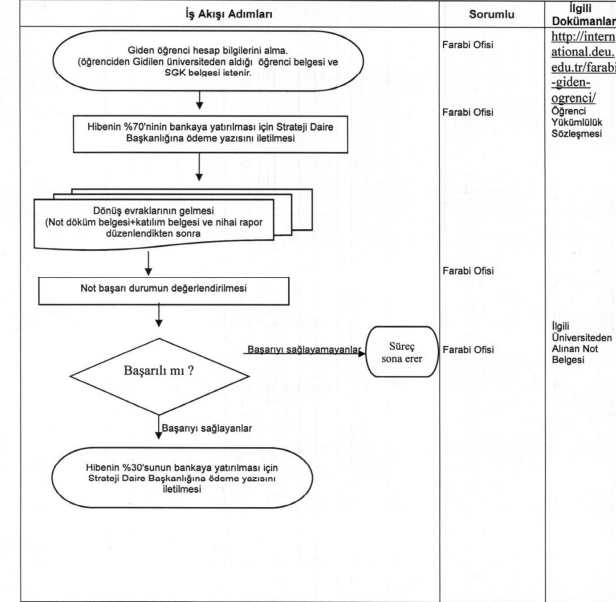 İş Akışı Adımları
Sorumlu
İlgili
Dokümanlar
Giden öğrenci hesap bilgilerini alma.
(öğrenciden Gidilen üniversiteden aldığı öğrenci belgesi ve
SGK belgesi istenir.
Farabi Ofisi
http://intern
ational.deu.
edu.tr/farabi
-giden-
ogrenci/
Öğrenci
Yükümlülük
Sözleşmesi
Hibenin %70'ninin bankaya yatırılması için Strateji Daire
Başkanlığına ödeme yazısını iletilmesi
Farabi Ofisi
Dönüş evraklarının gelmesi
(Not döküm belgesi+katılım belgesi ve nihai rapor
düzenlendikten sonra
Not başarı durumun değerlendirilmesi
Farabi Ofisi
Başarılı mı ?
Başarıyı sağlayamayanlar
Süreç
sona erer
Farabi Ofisi
İlgili
Üniversiteden
Alınan Not
Belgesi
Başarıyı sağlayanlar
Hibenin %30'sunun bankaya yatırılması için
Strateji Daire Başkanlığına ödeme yazısını
iletilmesi